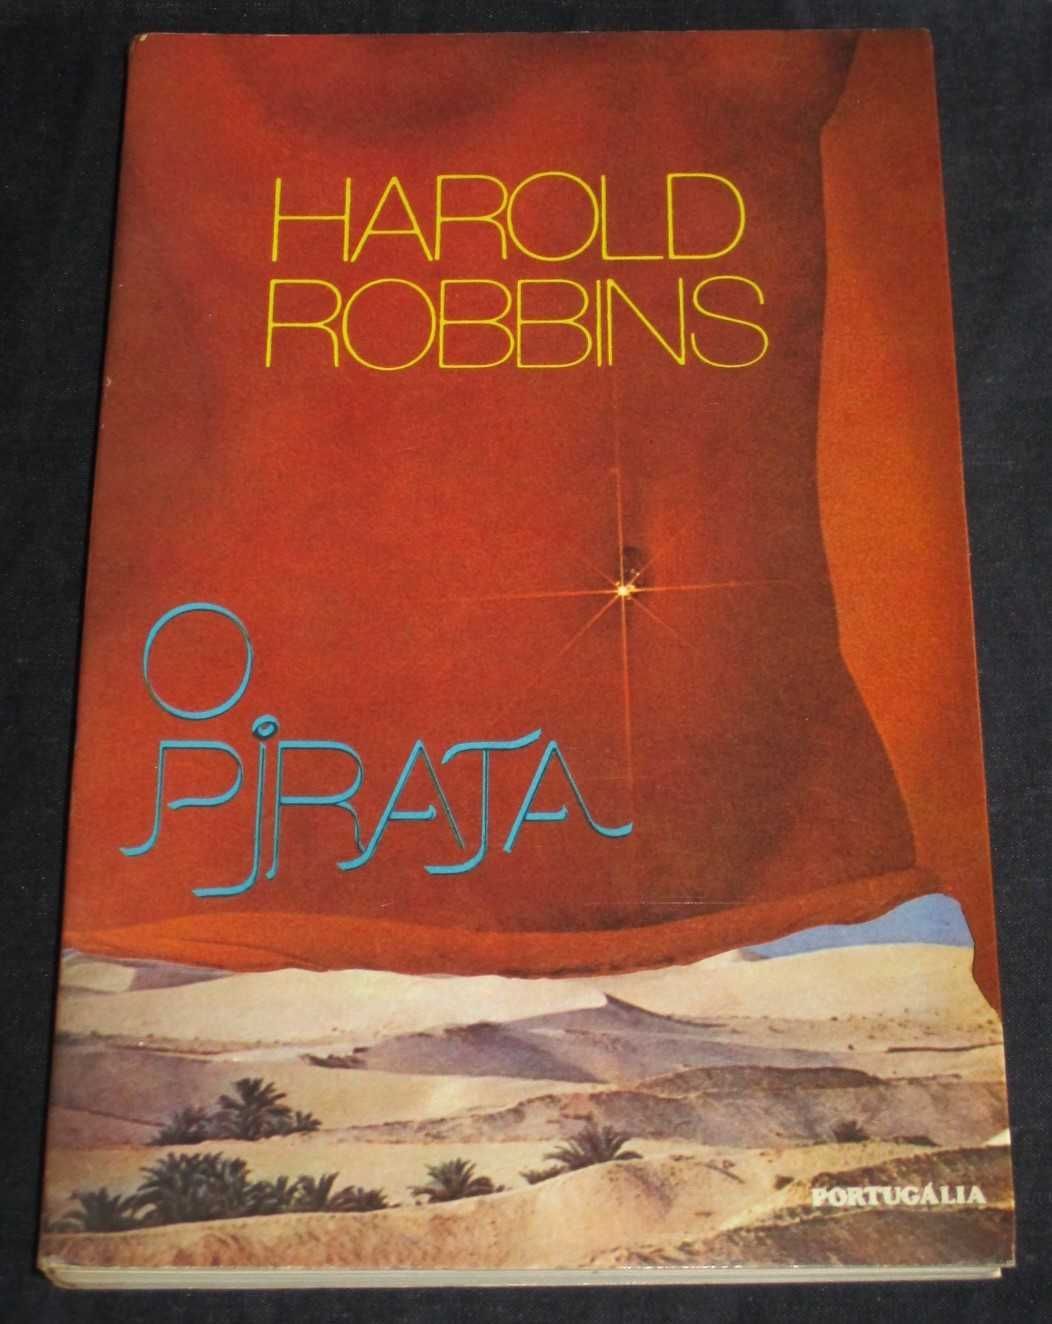 HAROLD
ROBBINS
O
PIRATA
PORTUGÁLIA